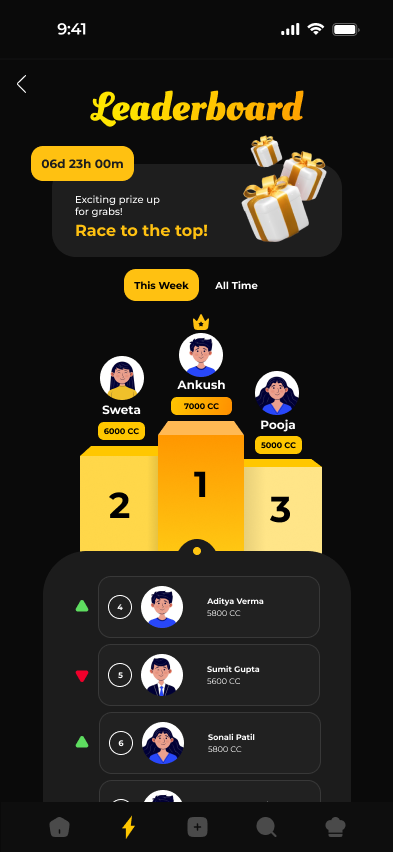 9:41
Leaderboard
06d 23h 00m
Exciting prize up
for grabs!
Race to the top!
This Week
All Time
Ankush
7000 CC
Sweta
6000 CC
Pooja
5000 CC
1
2
3
4
Aditya Verma
5800 CC
5
Sumit Gupta
5600 CC
6
Sonali Patil
5800 CC